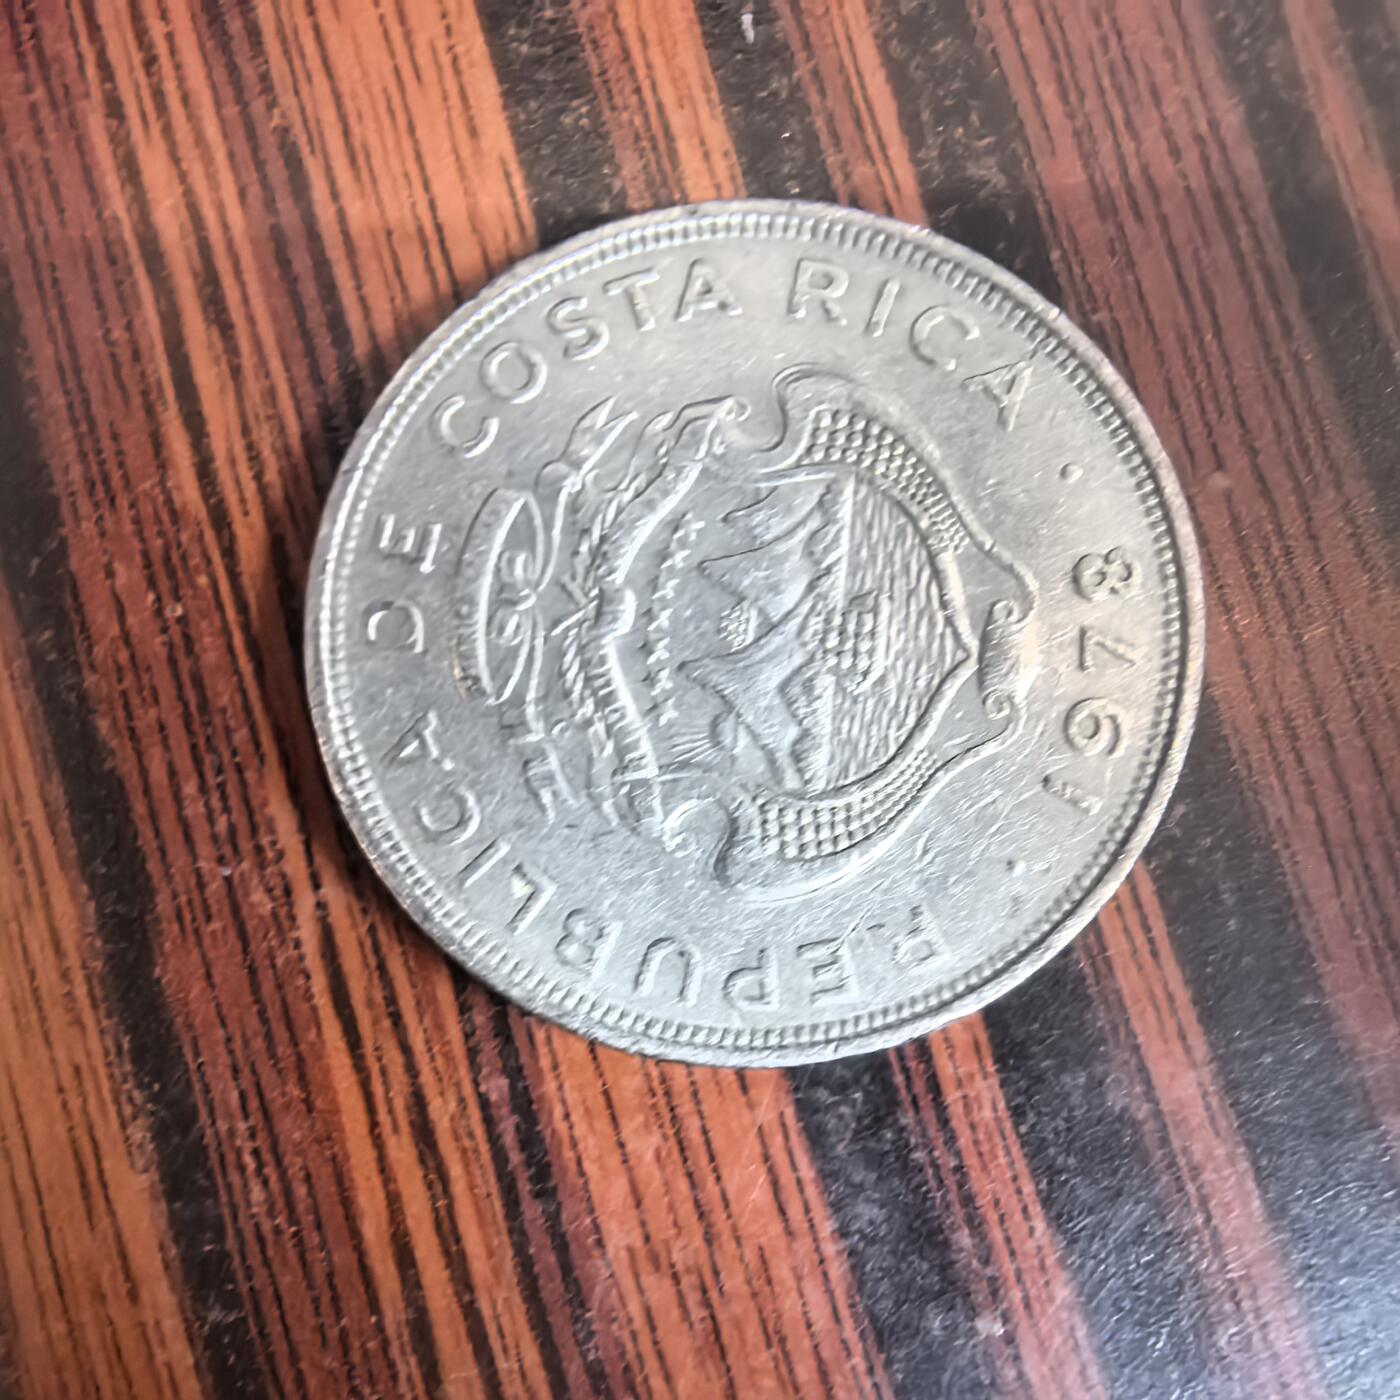 REPUBLICA DE COSTA RICA
· 1978 ·